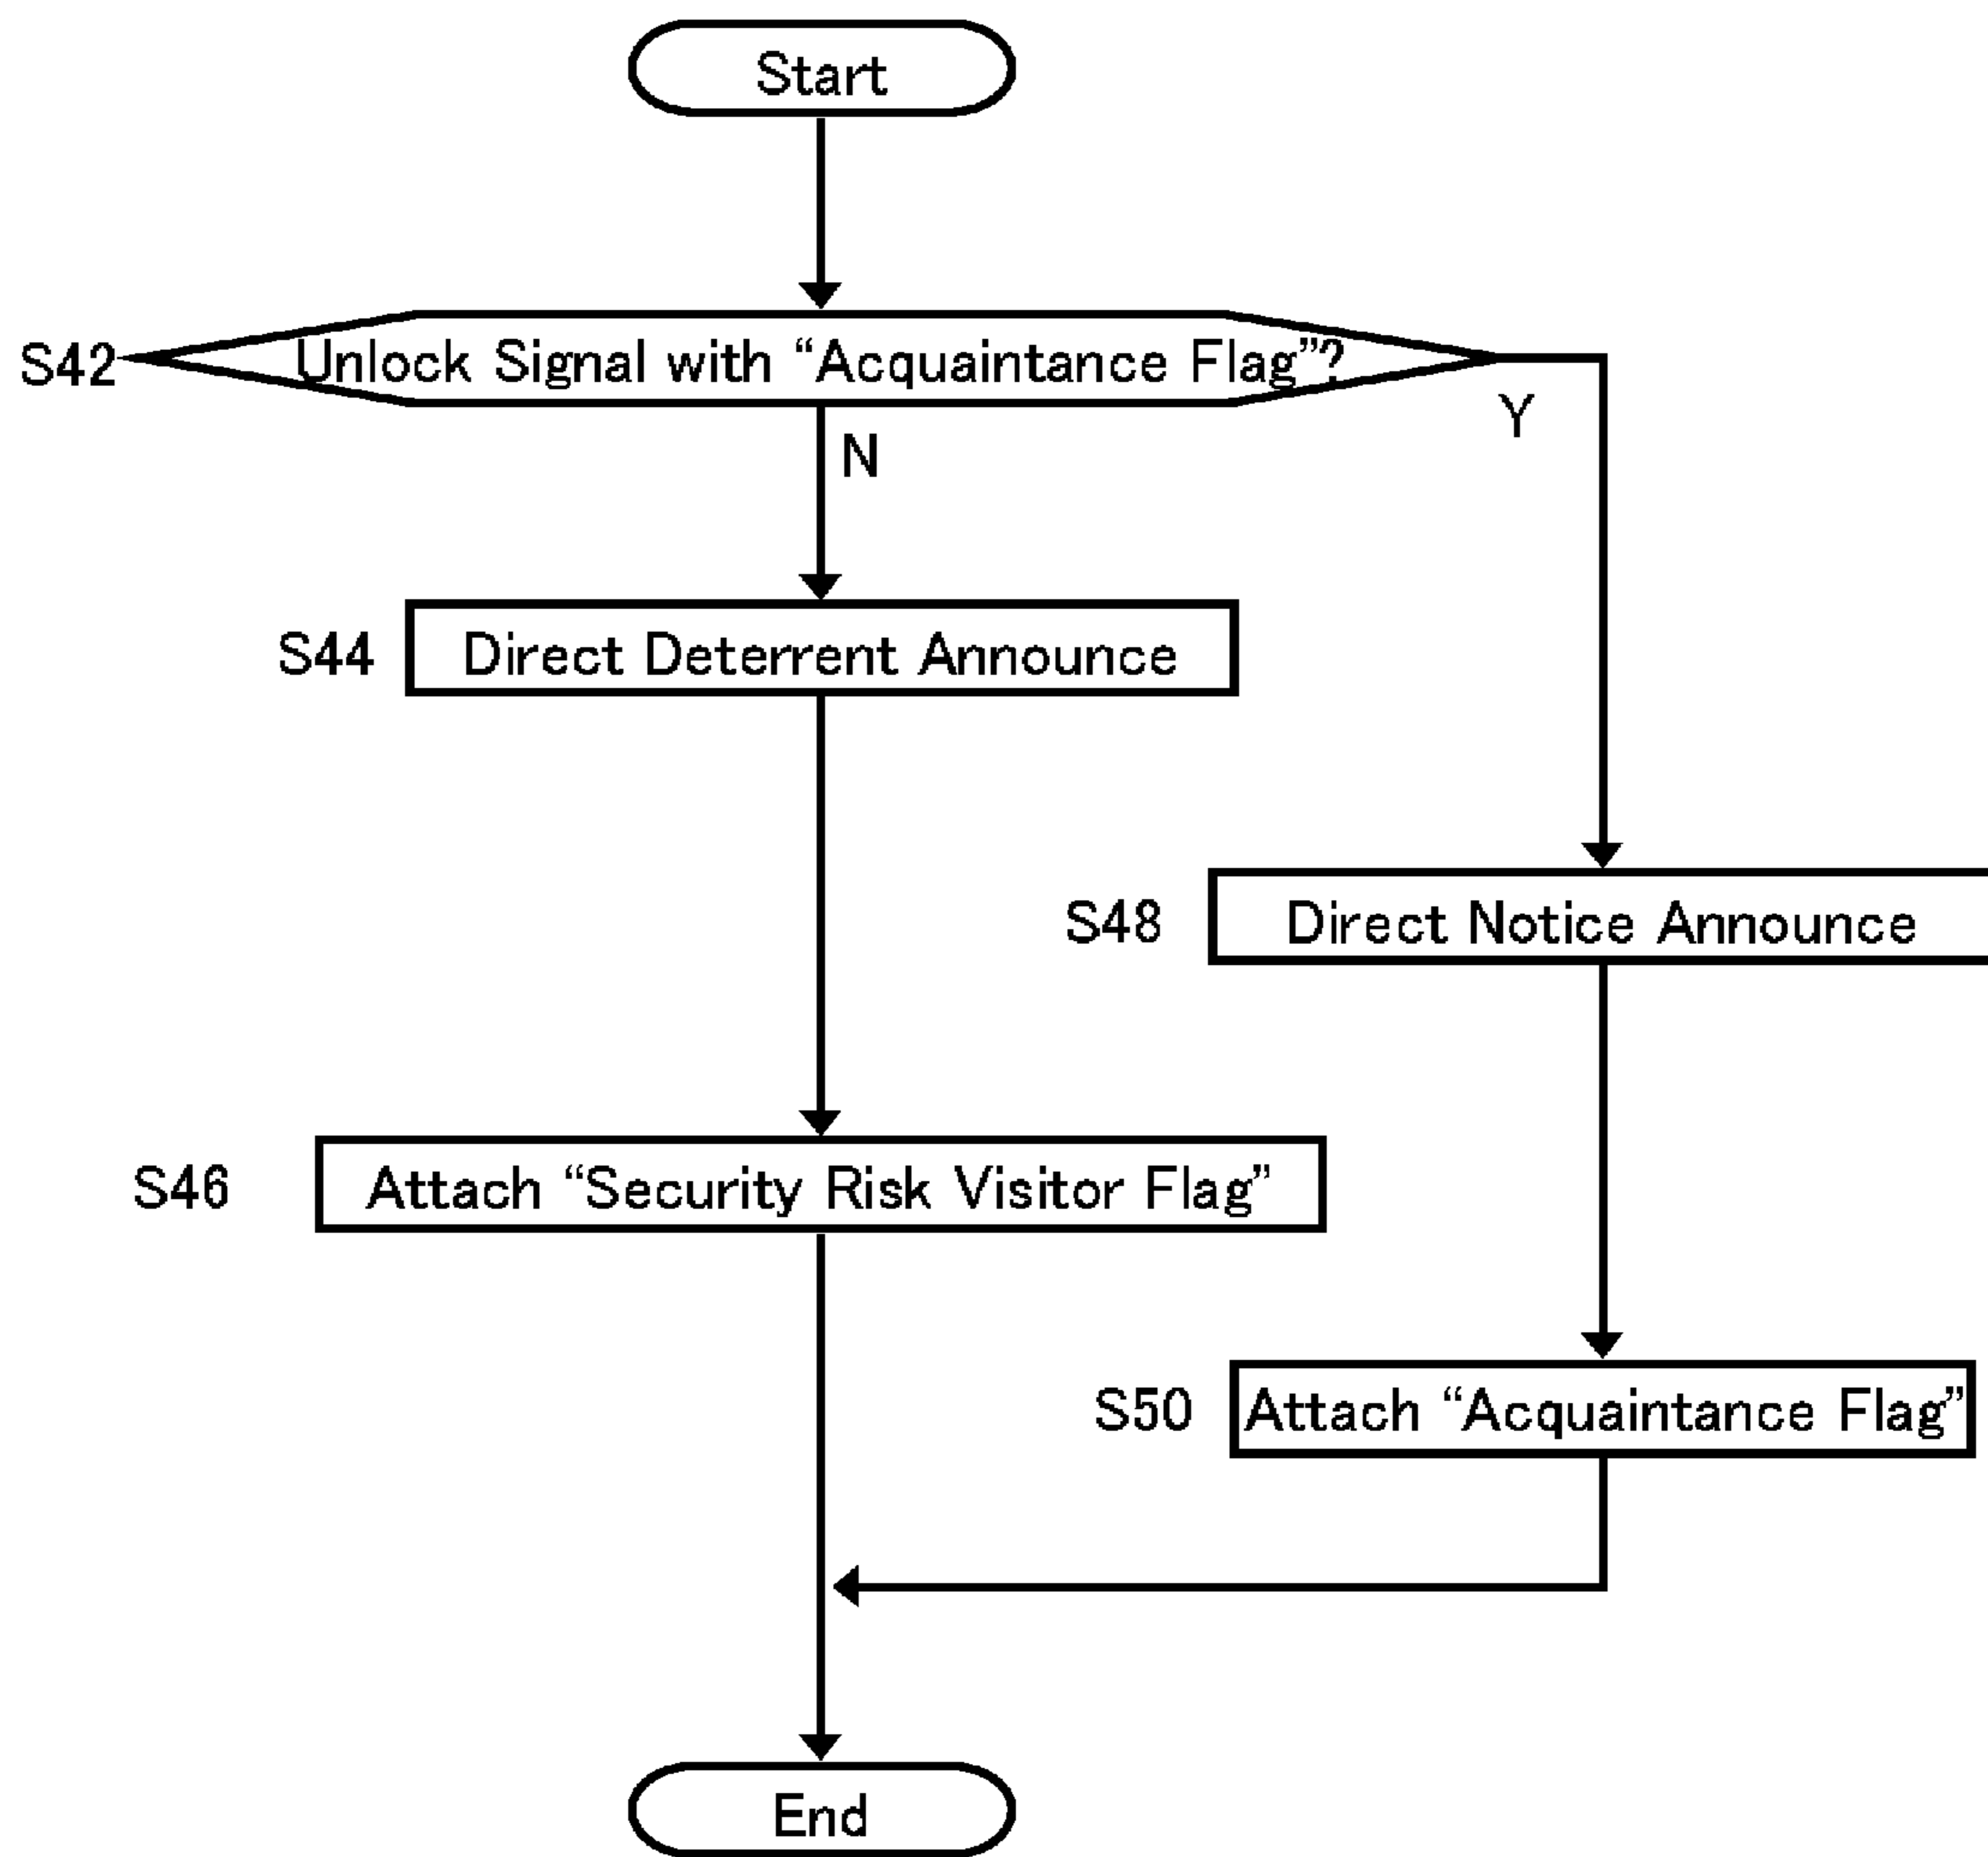 Start
S42 Unlock Signal with “Acquaintance Flag”?
Y
N
S44 Direct Deterrent Announce
S48 Direct Notice Announce
S46 Attach “Security Risk Visitor Flag”
S50 Attach “Acquaintance Flag”
End